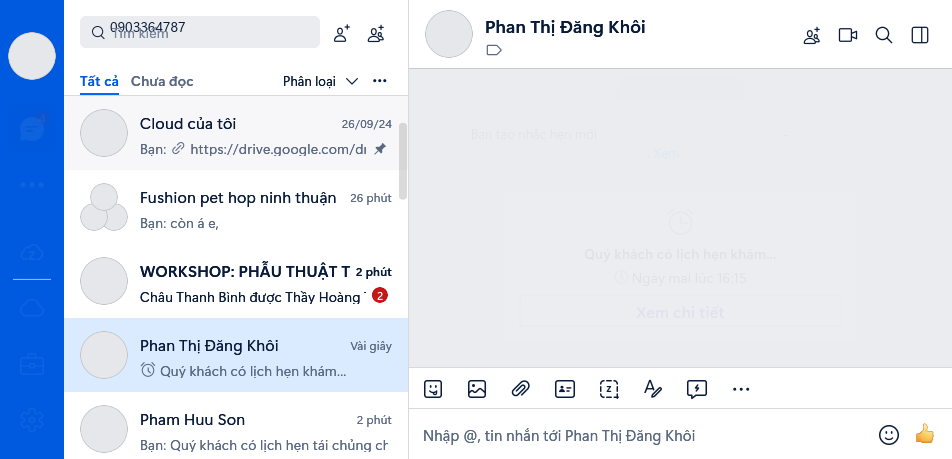 0903364787
Tìm kiếm
Tất cả Chưa đọc Phân loại
Cloud của tôi 26/09/24
Bạn: https://drive.google.com/dr
Fushion pet hop ninh thuận 26 phút
Bạn: còn á e,
WORKSHOP: PHẪU THUẬT T 2 phút
Châu Thanh Bình được Thầy Hoàng 2
Phan Thị Đăng Khôi Vài giây
Quý khách có lịch hẹn khám...
Pham Huu Son 2 phút
Bạn: Quý khách có lịch hẹn tái chủng ch
Phan Thị Đăng Khôi
Bạn tạo nhắc hẹn mới
Xem
Quý khách có lịch hẹn khám...
Ngày mai lúc 16:15
Xem chi tiết
Nhập @, tin nhắn tới Phan Thị Đăng Khôi